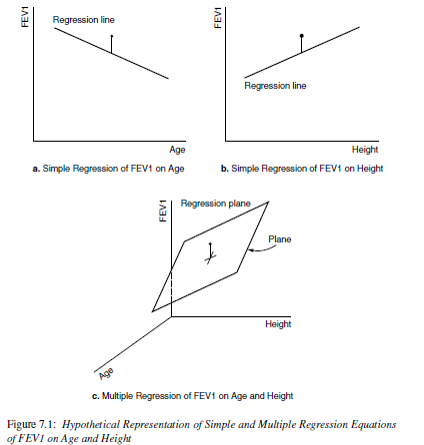 FEV1
Regression line
Age
a. Simple Regression of FEV1 on Age
FEV1
Regression line
Height
b. Simple Regression of FEV1 on Height
FEV1
Regression plane
Plane
Height
Age
c. Multiple Regression of FEV1 on Age and Height
Figure 7.1: Hypothetical Representation of Simple and Multiple Regression Equations
of FEV1 on Age and Height